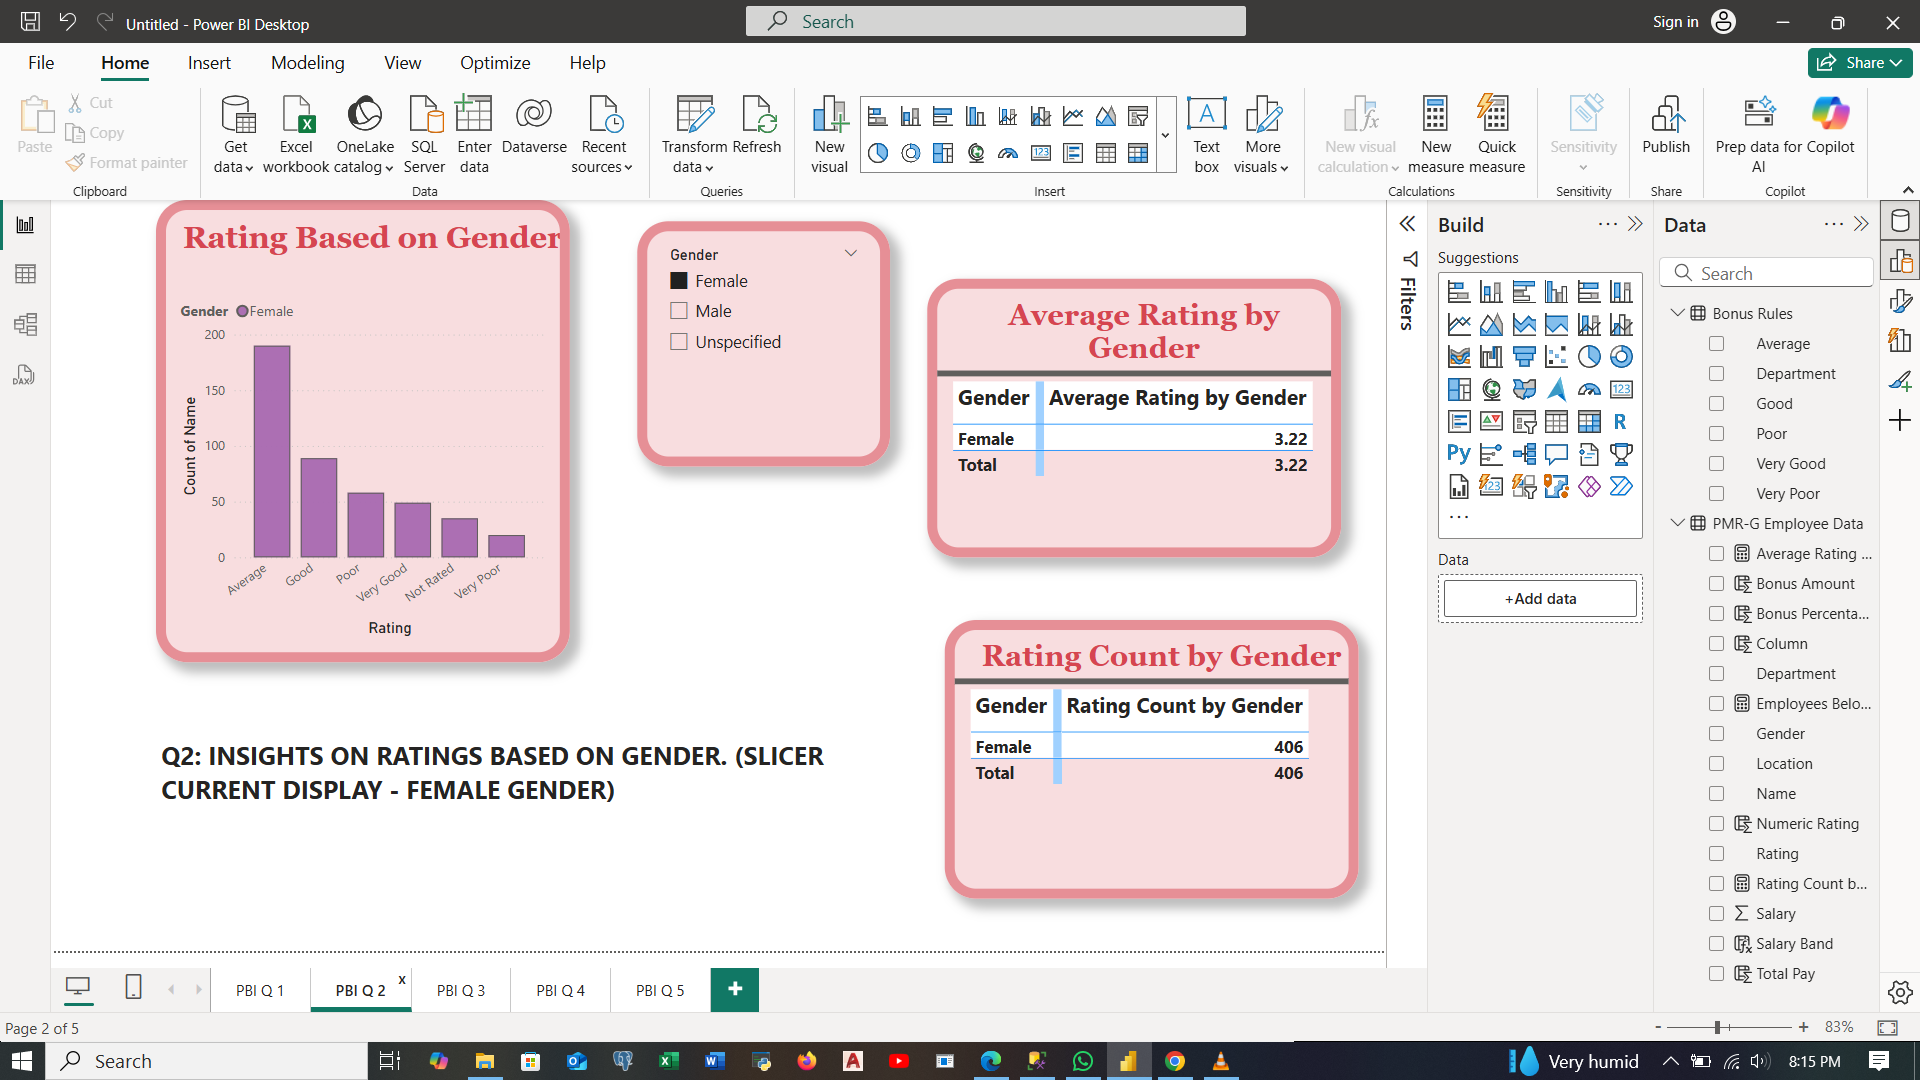 Untitled - Power BI Desktop
Search
Sign in
File Home Insert Modeling View Optimize Help
Share
Paste
Cut
Copy
Format painter
Clipboard
Get data
Excel workbook
OneLake catalog
SQL Server
Enter data
Dataverse
Recent sources
Data
Transform data
Refresh
Queries
New visual
Text box
More visuals
Insert
New visual calculation
New measure
Quick measure
Calculations
Sensitivity
Sensitivity
Publish
Share
Prep data for AI
Copilot
Copilot
Rating Based on Gender
Gender Female
200
150
100
50
0
Count of Name
Average
Good
Poor
Very Good
Not Rated
Very Poor
Rating
Gender
Female
Male
Unspecified
Average Rating by
Gender
Gender Average Rating by Gender
Female 3.22
Total 3.22
Rating Count by Gender
Gender Rating Count by Gender
Female 406
Total 406
Q2: INSIGHTS ON RATINGS BASED ON GENDER. (SLICER
CURRENT DISPLAY - FEMALE GENDER)
Filters
Build
Suggestions
123
R
Py
123
Data
+Add data
Data
Search
Bonus Rules
Average
Department
Good
Poor
Very Good
Very Poor
PMR-G Employee Data
Average Rating ...
Bonus Amount
Bonus Percenta...
Column
Department
Employees Belo...
Gender
Location
Name
Numeric Rating
Rating
Rating Count b...
Salary
Salary Band
Total Pay
DAX
PBI Q 1
PBI Q 2 x
PBI Q 3
PBI Q 4
PBI Q 5
+
Page 2 of 5
- + 83%
Search
Very humid
8:15 PM